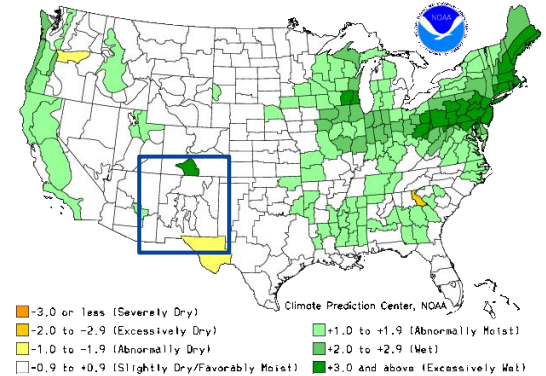 NOAA
Climate Prediction Center, NOAA
-3.0 or less (Severely Dry)
-2.0 to -2.9 (Excessively Dry)
-1.0 to -1.9 (Abnormally Dry)
-0.9 to +0.9 (Slightly Dry/Favorably Moist)
+1.0 to +1.9 (Abnormally Moist)
+2.0 to +2.9 (Wet)
+3.0 and above (Excessively Wet)